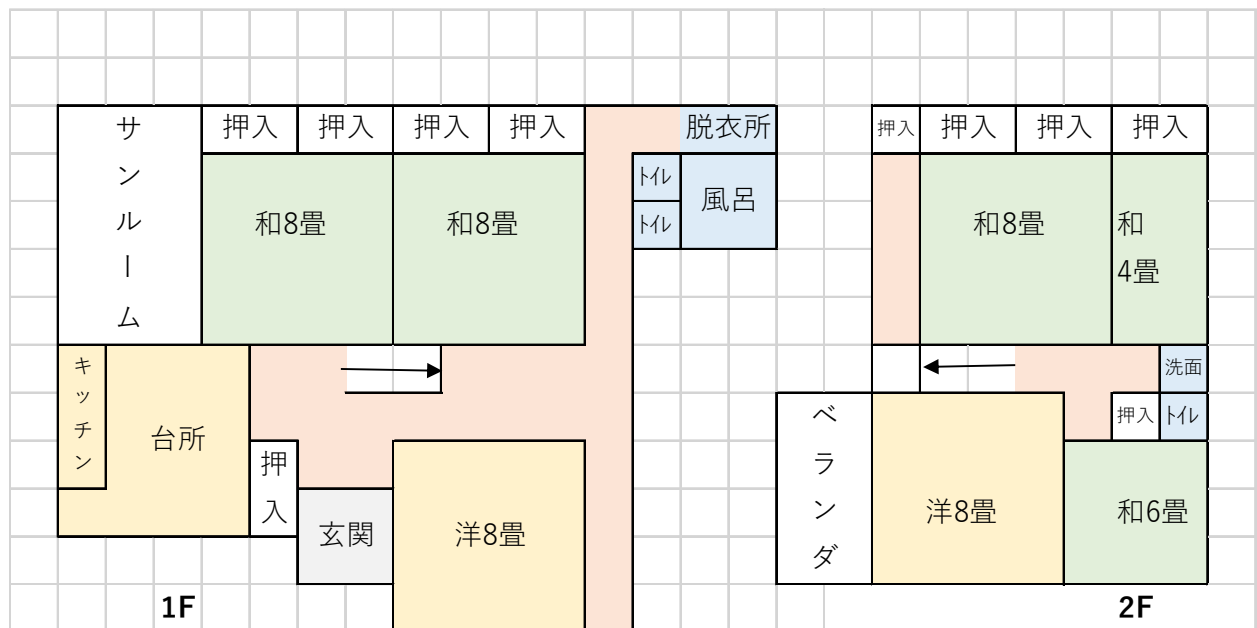 サンルーム
押入
押入
押入
押入
脱衣所
和8畳
和8畳
ﾄｲﾚ
ﾄｲﾚ
風呂
キッチン
台所
押入
玄関
洋8畳
1F
押入
押入
押入
押入
和8畳
和
4畳
洗面
押入
ﾄｲﾚ
ベランダ
洋8畳
和6畳
2F